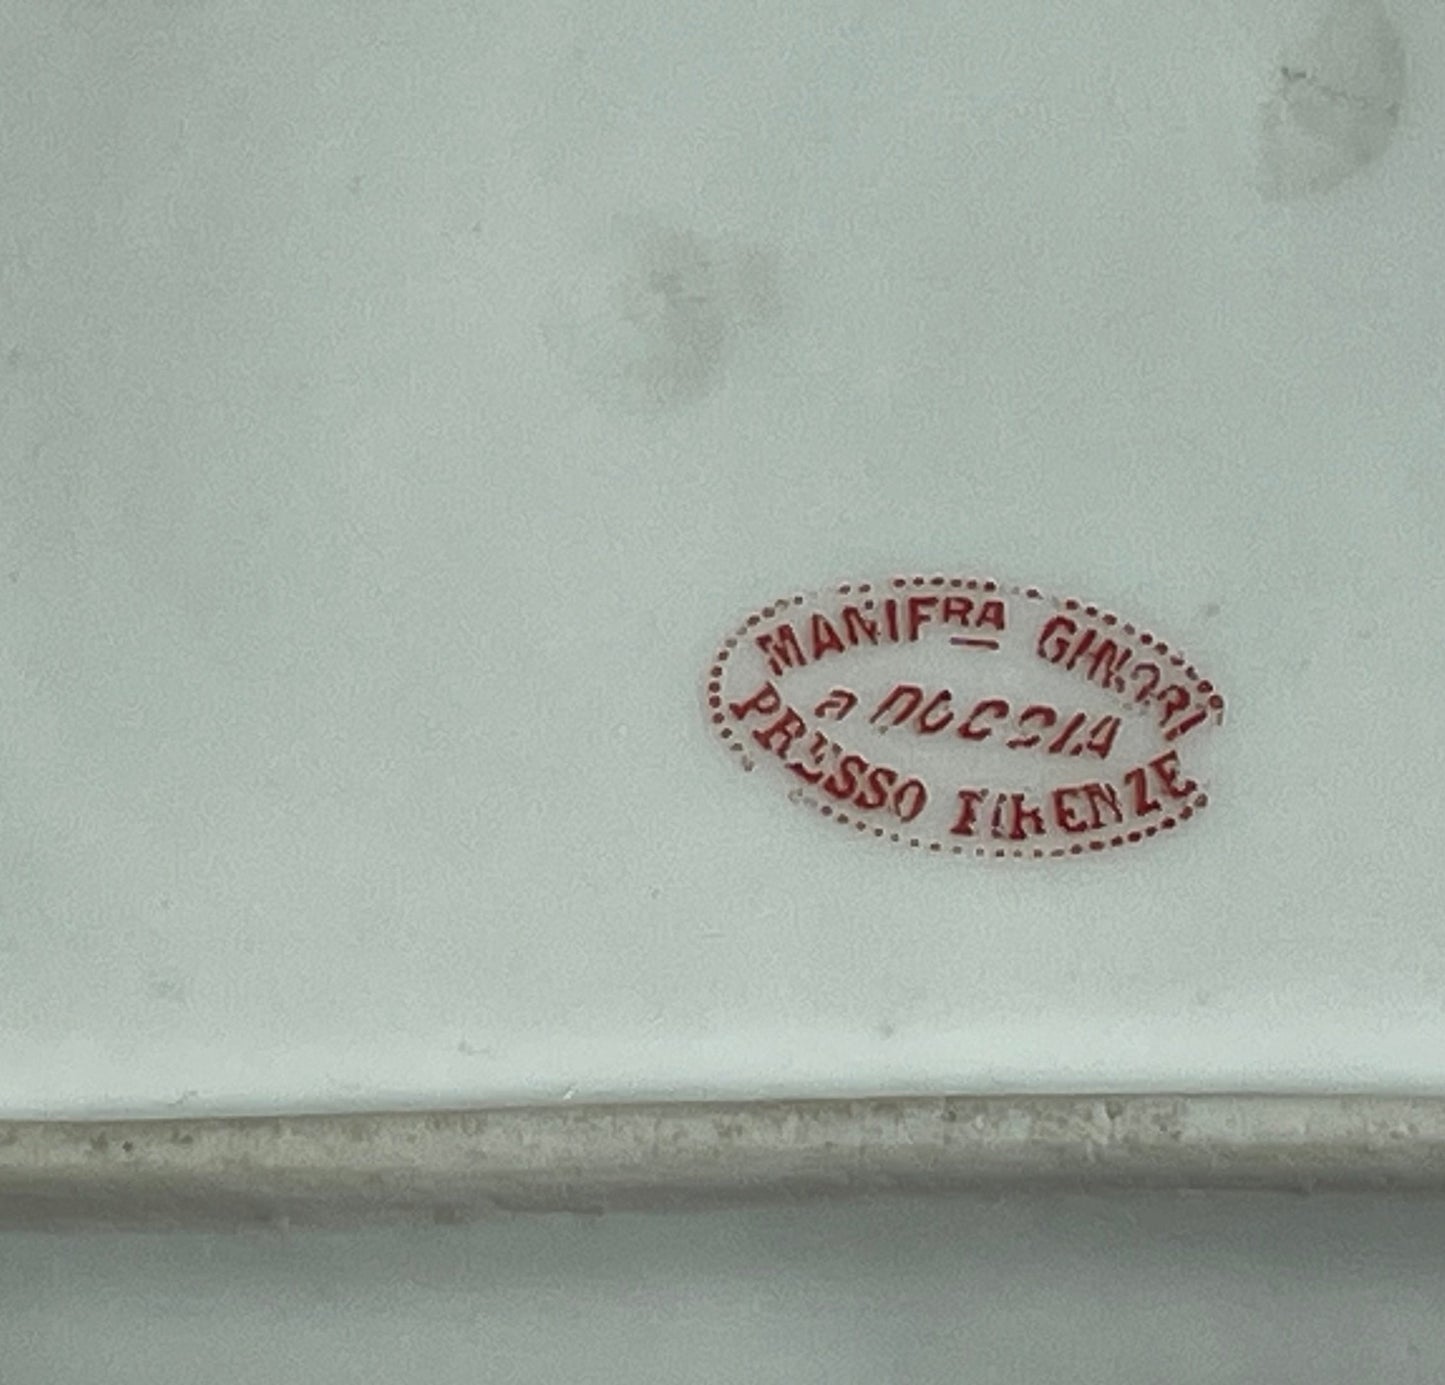 MANIFRA GINORI
a DOCCIA
PRESSO FIRENZE